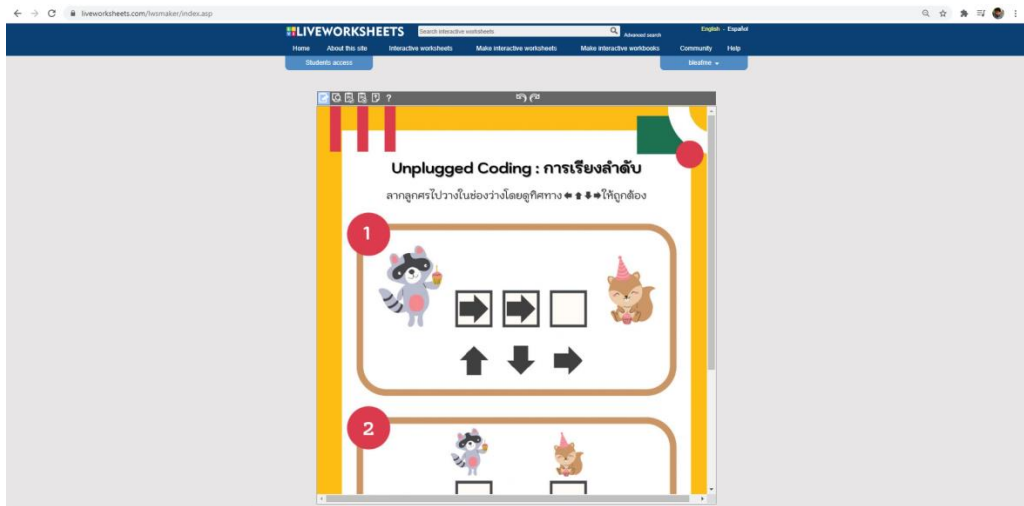 liveworksheets.com/lwsmaker/index.asp
LIVEWORKSHEETS
Search interactive worksheets
Advanced search
English - Español
Home About this site Interactive worksheets Make interactive worksheets Make interactive workbooks Community Help
Students access
?
Unplugged Coding : การเรียงลำดับ
ลากลูกศรไปวางในช่องว่างโดยดูทิศทาง ⬅ ⬆ ⬇ ➡ ให้ถูกต้อง
1
2